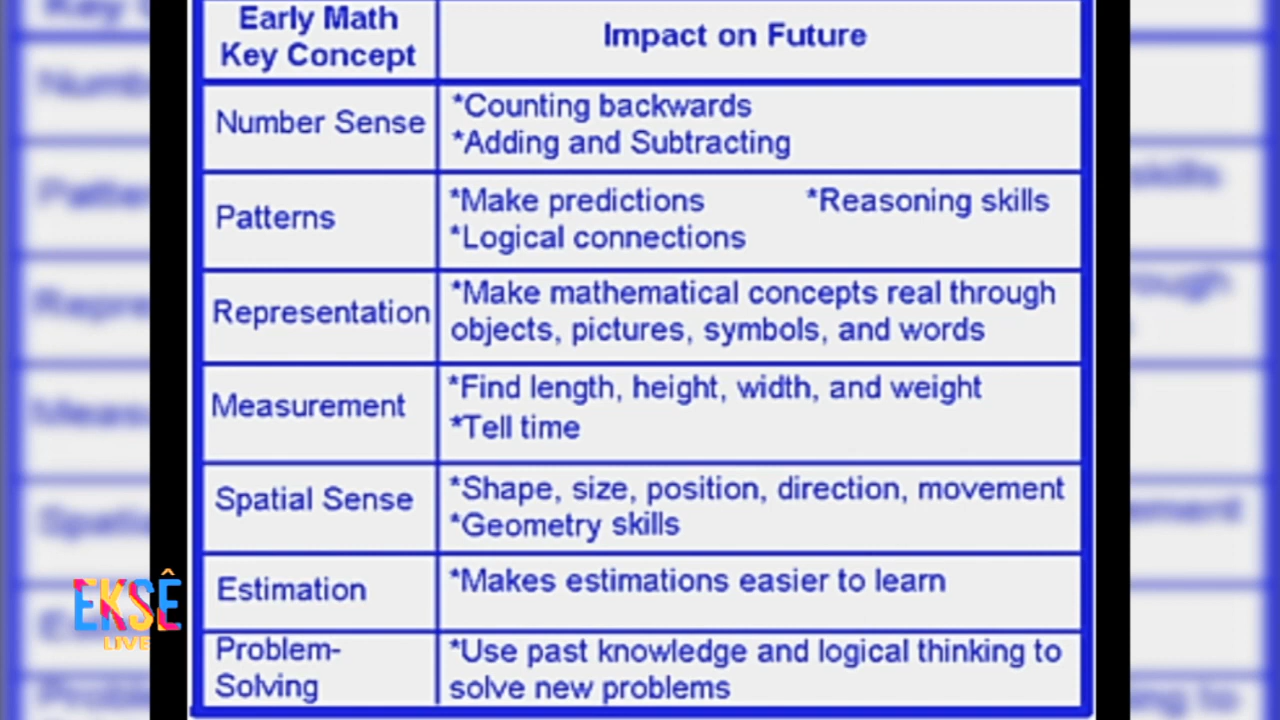 Early Math
Key Concept
Impact on Future
Number Sense
*Counting backwards
*Adding and Subtracting
Patterns
*Make predictions *Reasoning skills
*Logical connections
Representation
*Make mathematical concepts real through
objects, pictures, symbols, and words
Measurement
*Find length, height, width, and weight
*Tell time
Spatial Sense
*Shape, size, position, direction, movement
*Geometry skills
Estimation
*Makes estimations easier to learn
Problem-
Solving
*Use past knowledge and logical thinking to
solve new problems
EKSÊ
LIVE